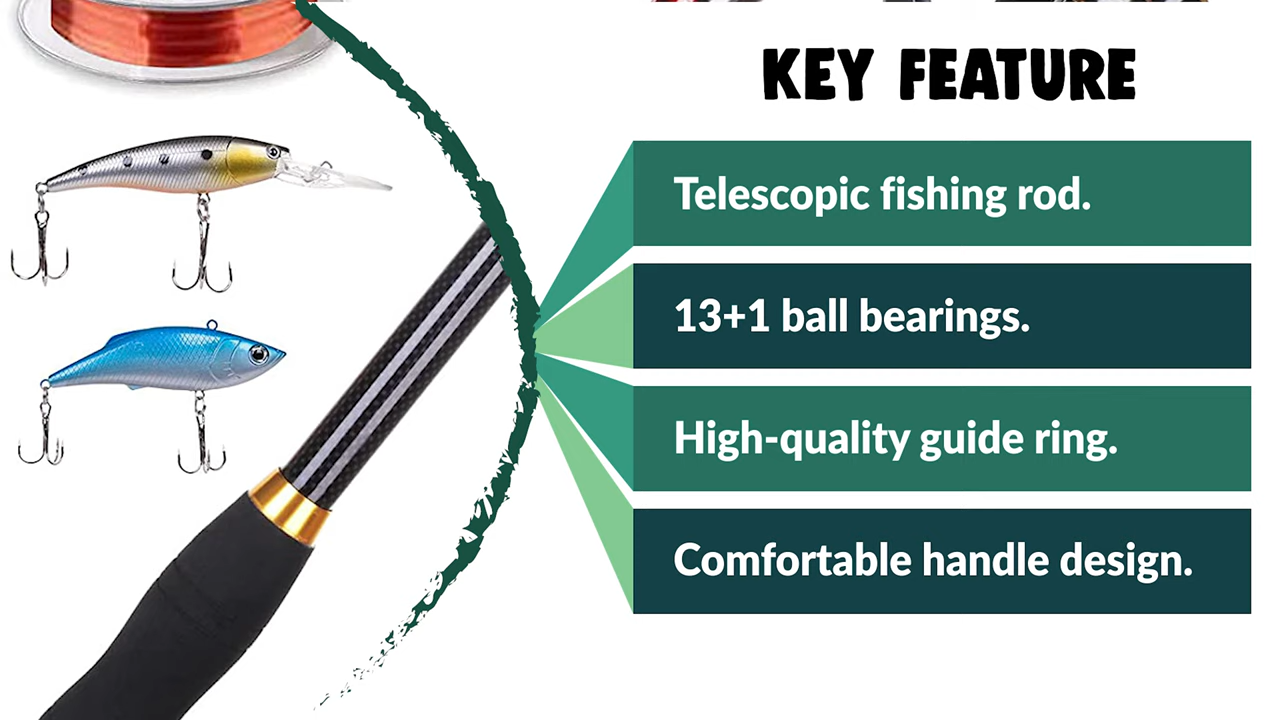 KEY FEATURE
Telescopic fishing rod.
13+1 ball bearings.
High-quality guide ring.
Comfortable handle design.